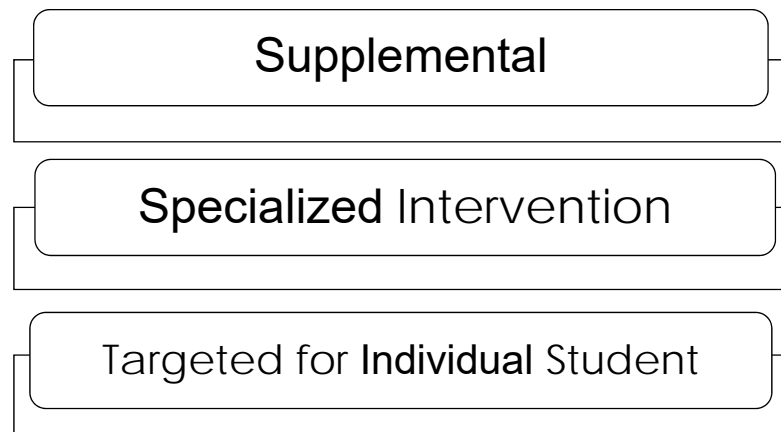 Supplemental
Specialized Intervention
Targeted for Individual Student